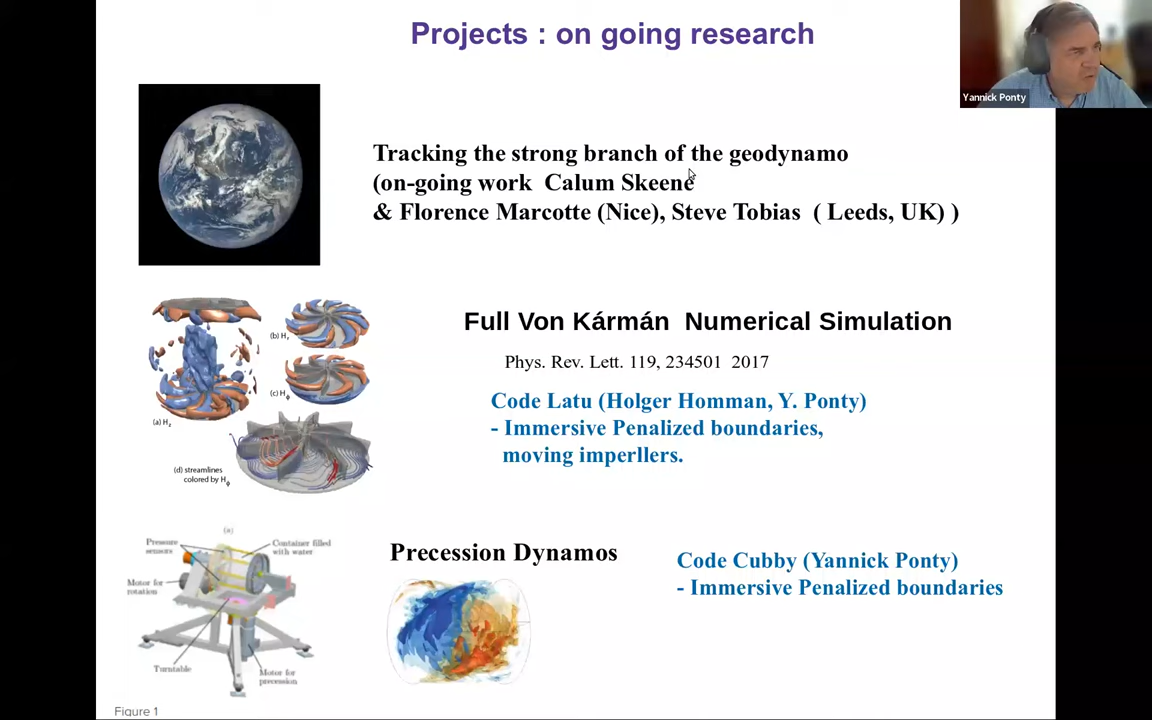 Projects : on going research
Yannick Ponty
Tracking the strong branch of the geodynamo
(on-going work Calum Skeene
& Florence Marcotte (Nice), Steve Tobias ( Leeds, UK) )
(b) H
(c) H
(a) H
(d) streamlines
colored by H
Full Von Kármán Numerical Simulation
Phys. Rev. Lett. 119, 234501 2017
Code Latu (Holger Homman, Y. Ponty)
- Immersive Penalized boundaries,
moving imperllers.
(a)
Pressure
sensors
Container filled
with water
Motor for
rotation
Turntable
Motor for
precession
Figure 1
Precession Dynamos
Code Cubby (Yannick Ponty)
- Immersive Penalized boundaries